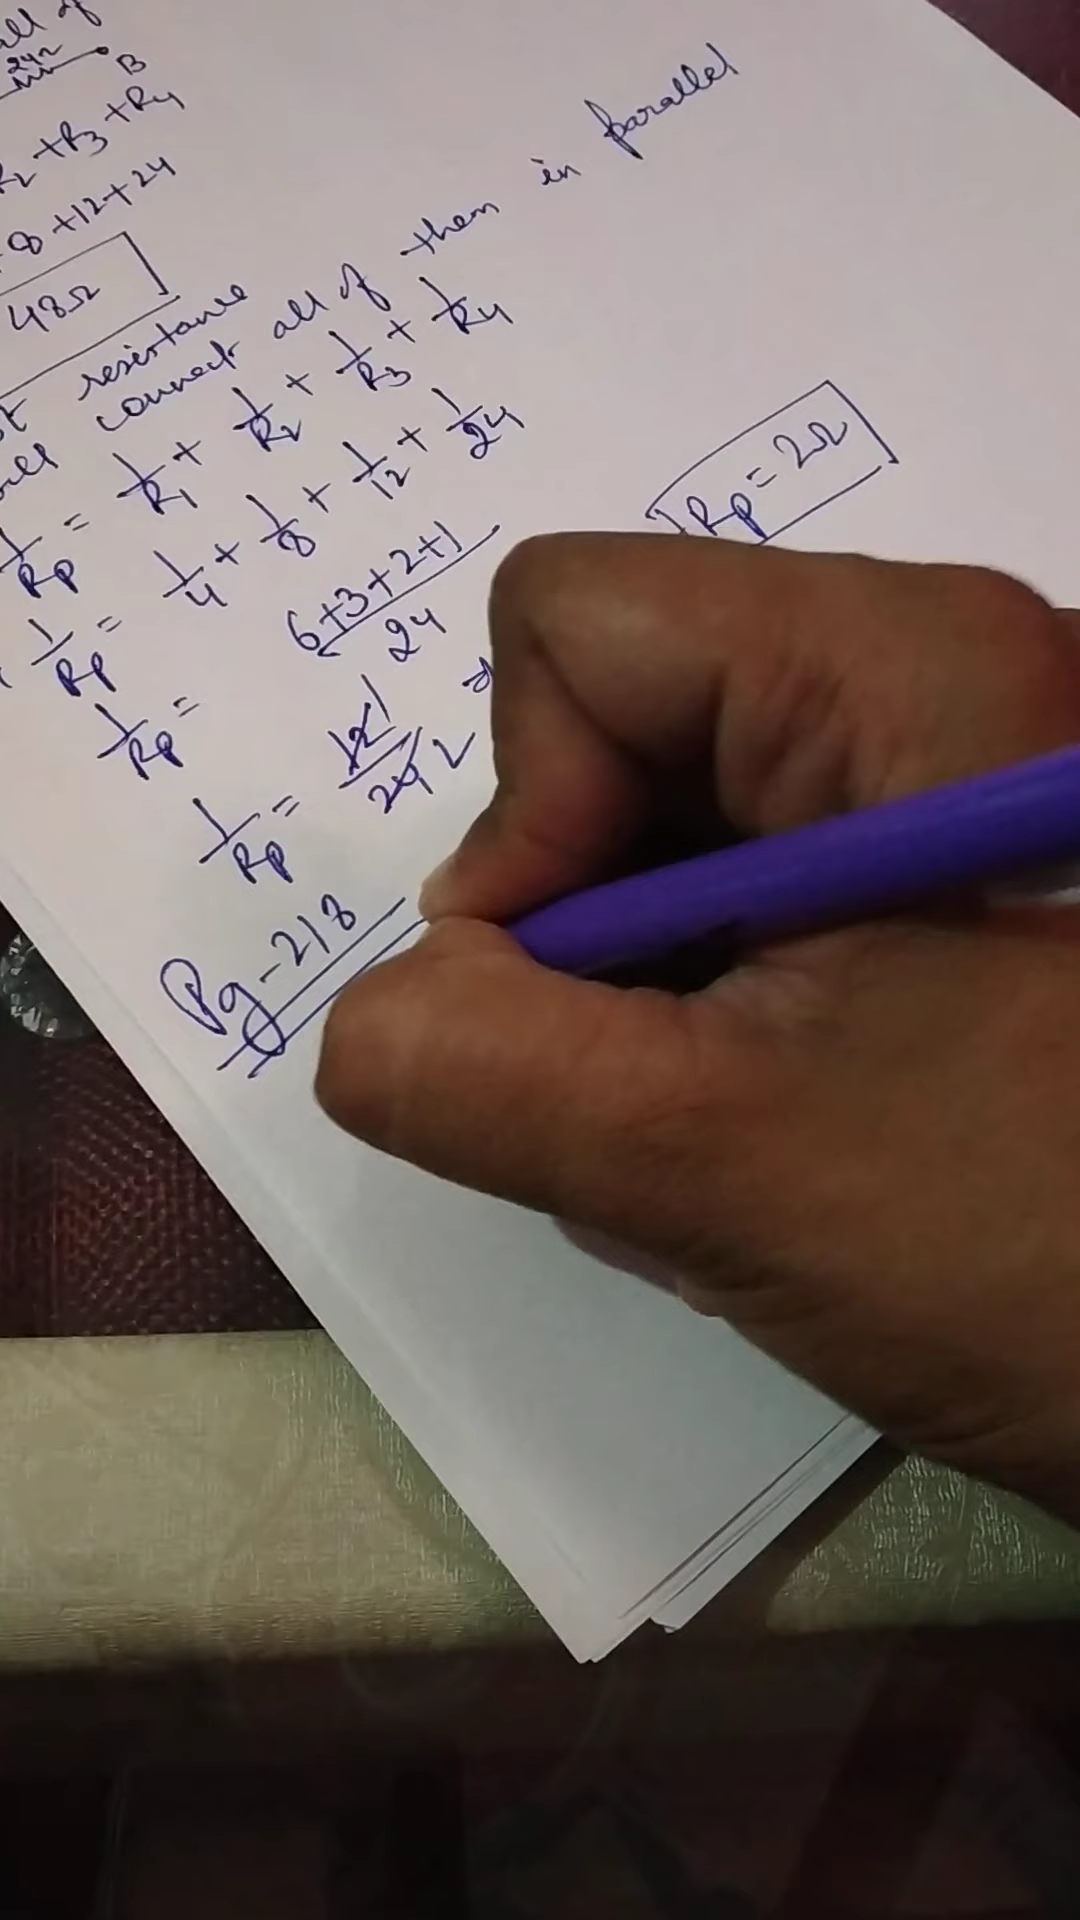 all of
24Ω
B
R2 + R3 + R4
8 + 12 + 24
48Ω
resistance
connect all of them in parallel
1/Rp = 1/R1 + 1/R2 + 1/R3 + 1/R4
1/Rp = 1/4 + 1/8 + 1/12 + 1/24
1/Rp = 6+3+2+1/24
1/Rp = 12 1/24 2
Rp = 2Ω
Pg - 218